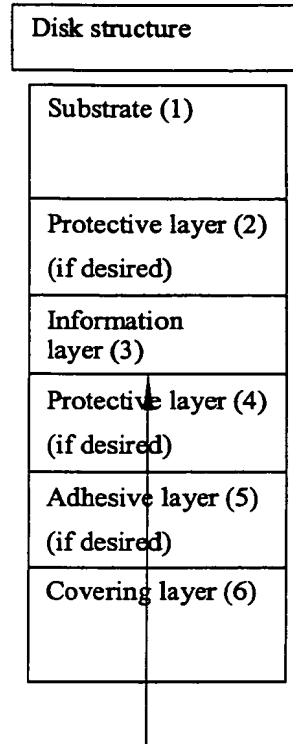 Disk structure
Substrate (1)
Protective layer (2)
(if desired)
Information
layer (3)
Protective layer (4)
(if desired)
Adhesive layer (5)
(if desired)
Covering layer (6)